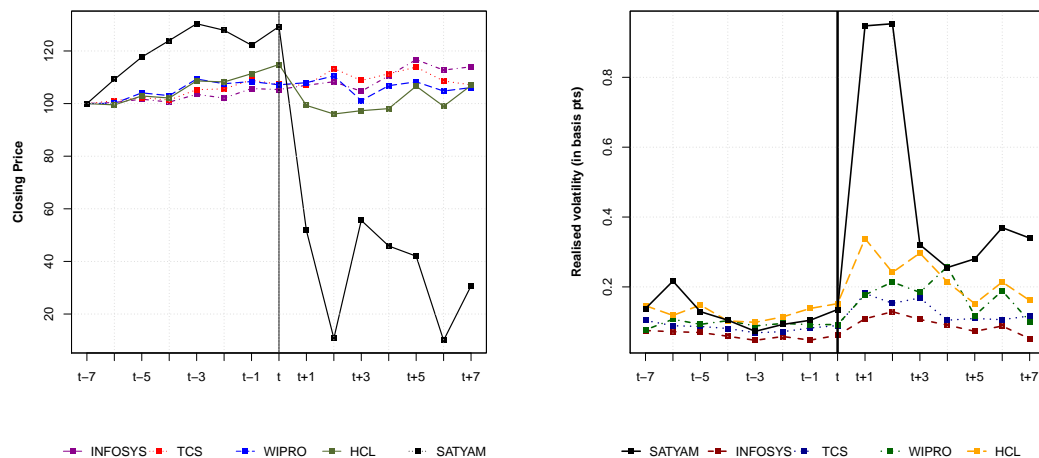 Closing Price
120
100
80
60
40
20
t−7
t−5
t−3
t−1
t
t+1
t+3
t+5
t+7
INFOSYS TCS WIPRO HCL SATYAM
Realised volatility (in basis pts)
0.8
0.6
0.4
0.2
t−7
t−5
t−3
t−1
t
t+1
t+3
t+5
t+7
SATYAM INFOSYS TCS WIPRO HCL